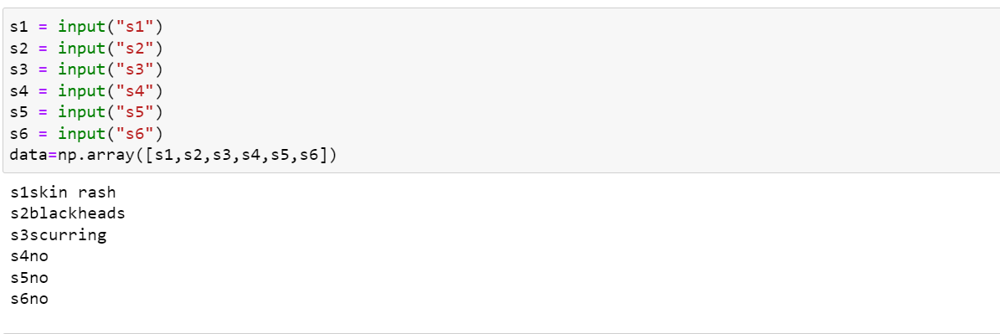 s1 = input("s1")
s2 = input("s2")
s3 = input("s3")
s4 = input("s4")
s5 = input("s5")
s6 = input("s6")
data=np.array([s1,s2,s3,s4,s5,s6])
s1skin rash
s2blackheads
s3scurring
s4no
s5no
s6no